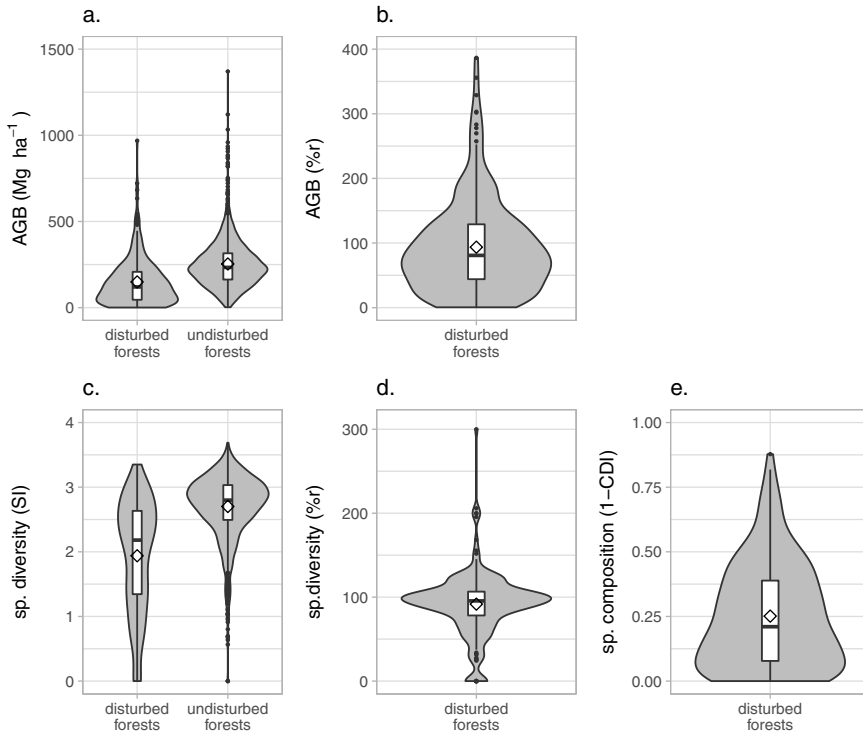 a.
AGB (Mg ha⁻¹)
1500
1000
500
0
disturbed
forests
undisturbed
forests
b.
AGB (%r)
400
300
200
100
0
disturbed
forests
c.
sp. diversity (SI)
4
3
2
1
0
disturbed
forests
undisturbed
forests
d.
sp.diversity (%r)
300
200
100
0
disturbed
forests
e.
sp. composition (1−CDI)
1.00
0.75
0.50
0.25
0.00
disturbed
forests